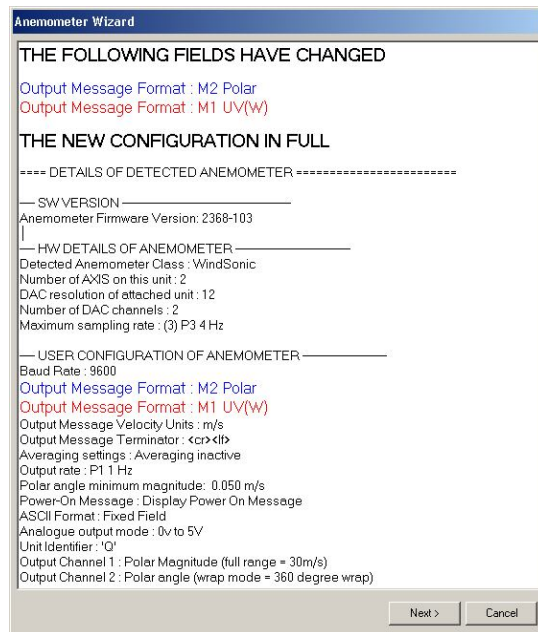 Anemometer Wizard
THE FOLLOWING FIELDS HAVE CHANGED
Output Message Format : M2 Polar
Output Message Format : M1 UV(W)
THE NEW CONFIGURATION IN FULL
==== DETAILS OF DETECTED ANEMOMETER ========================
— SW VERSION ————————————
Anemometer Firmware Version: 2368-103
— HW DETAILS OF ANEMOMETER ————————
Detected Anemometer Class : WindSonic
Number of AXIS on this unit : 2
DAC resolution of attached unit : 12
Number of DAC channels : 2
Maximum sampling rate : (3) P3 4 Hz
— USER CONFIGURATION OF ANEMOMETER ——————
Baud Rate : 9600
Output Message Format : M2 Polar
Output Message Format : M1 UV(W)
Output Message Velocity Units : m/s
Output Message Terminator : <cr><lf>
Averaging settings : Averaging inactive
Output rate : P1 1 Hz
Polar angle minimum magnitude: 0.050 m/s
Power-On Message : Display Power On Message
ASCII Format : Fixed Field
Analogue output mode : 0v to 5V
Unit Identifier : 'Q'
Output Channel 1 : Polar Magnitude (full range = 30m/s)
Output Channel 2 : Polar angle (wrap mode = 360 degree wrap)
Next > Cancel